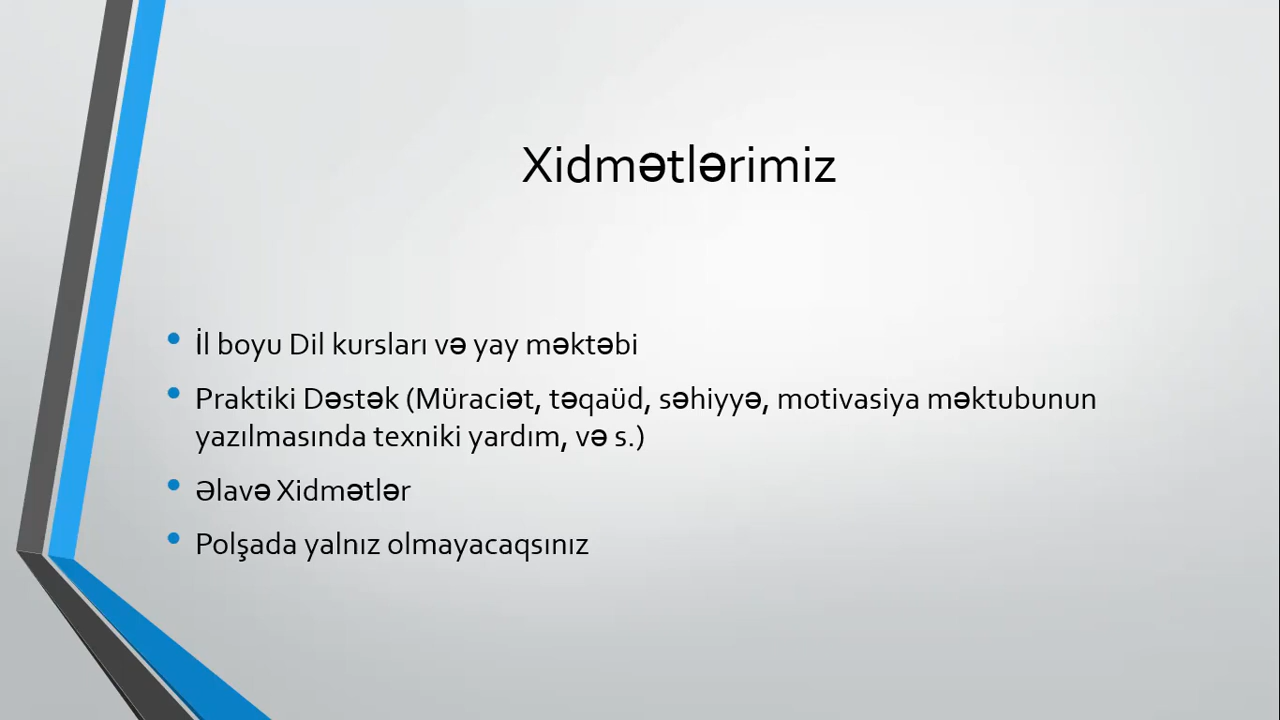 Xidmətlərimiz
• İl boyu Dil kursları və yay məktəbi
• Praktiki Dəstək (Müraciət, təqaüd, səhiyyə, motivasiya məktubunun
yazılmasında texniki yardım, və s.)
• Əlavə Xidmətlər
• Polşada yalnız olmayacaqsınız